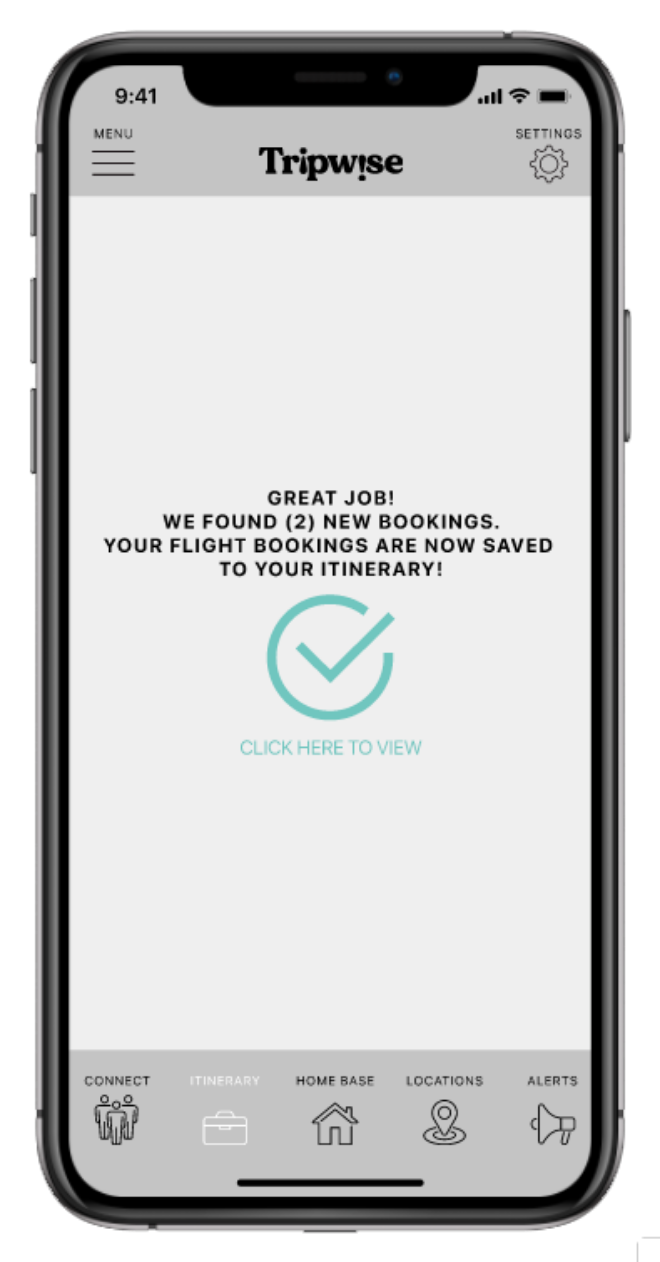 9:41
MENU
Tripwise
SETTINGS
GREAT JOB!
WE FOUND (2) NEW BOOKINGS.
YOUR FLIGHT BOOKINGS ARE NOW SAVED
TO YOUR ITINERARY!
CLICK HERE TO VIEW
CONNECT
ITINERARY
HOME BASE
LOCATIONS
ALERTS